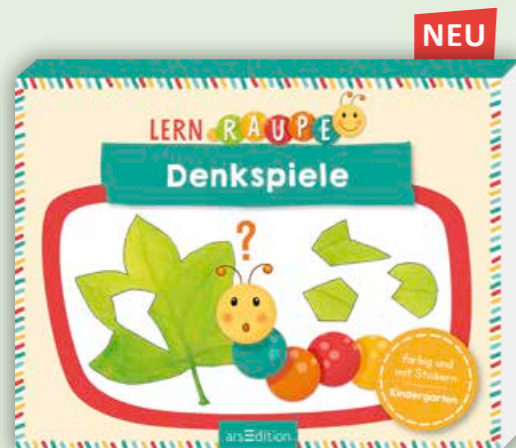 NEU
LERN RAUPE
Denkspiele
?
Farbig und
mit Stickern
Kindergarten
arsEdition